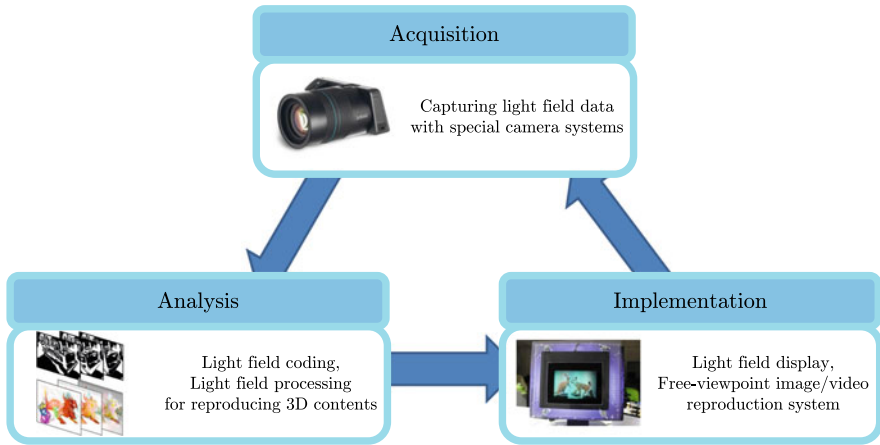 Acquisition
Capturing light field data
with special camera systems
Analysis
Light field coding,
Light field processing
for reproducing 3D contents
Implementation
Light field display,
Free-viewpoint image/video
reproduction system